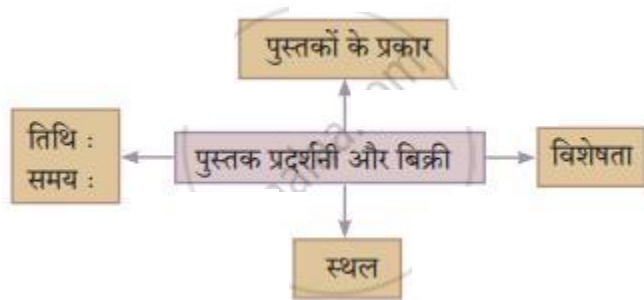 पुस्तकों के प्रकार
तिथि :
समय :
पुस्तक प्रदर्शनी और बिक्री
विशेषता
स्थल